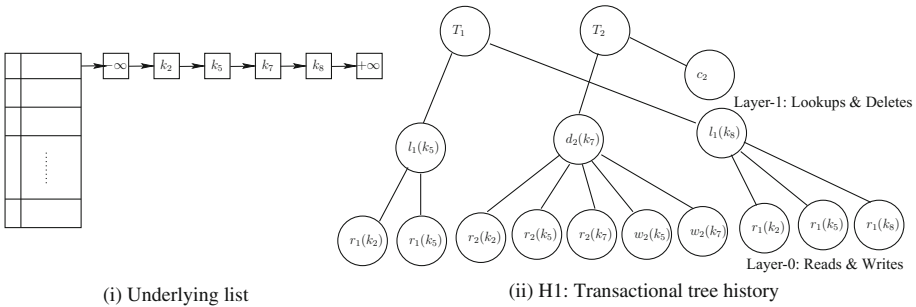 T₁ T₂
−∞ k₂ k₅ k₇ k₈ +∞
c₂
Layer-1: Lookups & Deletes
l₁(k₅) d₂(k₇) l₁(k₈)
r₁(k₂) r₁(k₅) r₂(k₂) r₂(k₅) r₂(k₇) w₂(k₅) w₂(k₇) r₁(k₂) r₁(k₅) r₁(k₈)
Layer-0: Reads & Writes
(i) Underlying list
(ii) H1: Transactional tree history